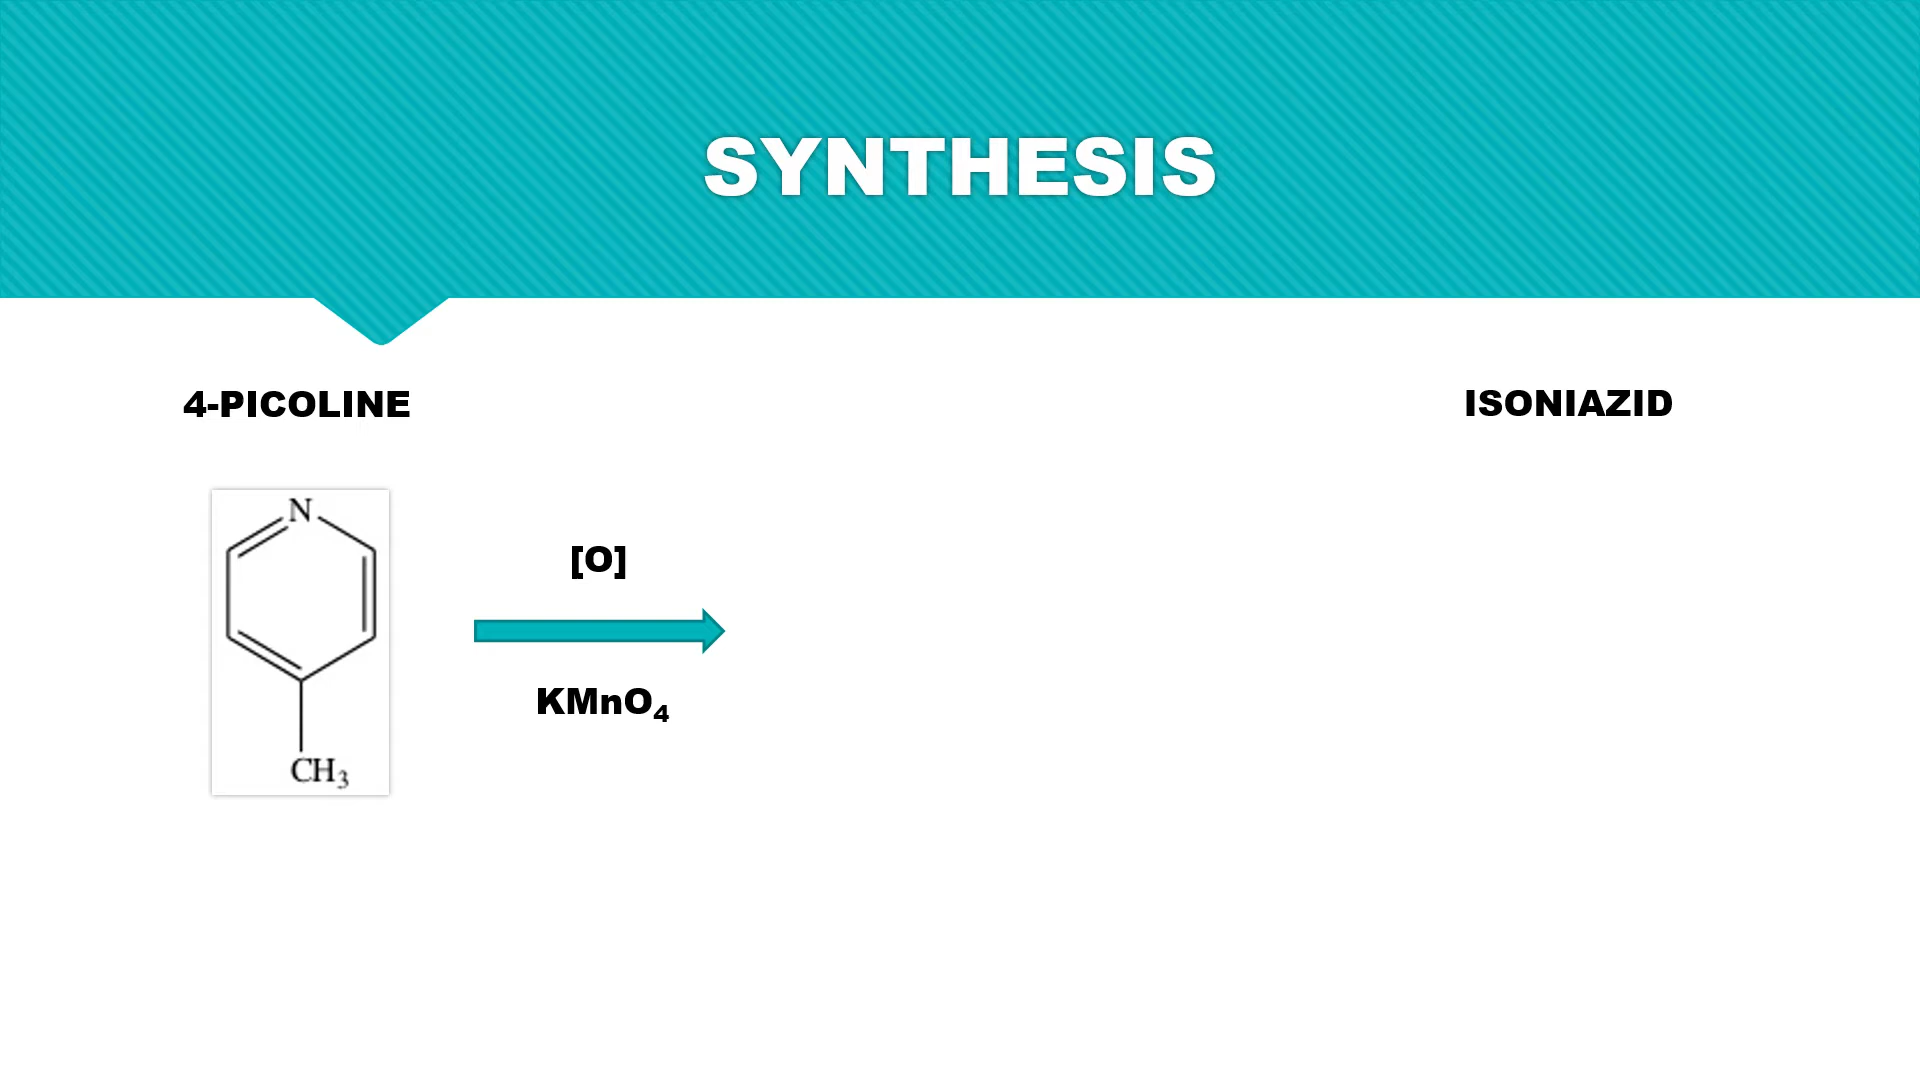 SYNTHESIS
4-PICOLINE
ISONIAZID
N
[O]
KMnO₄
CH₃